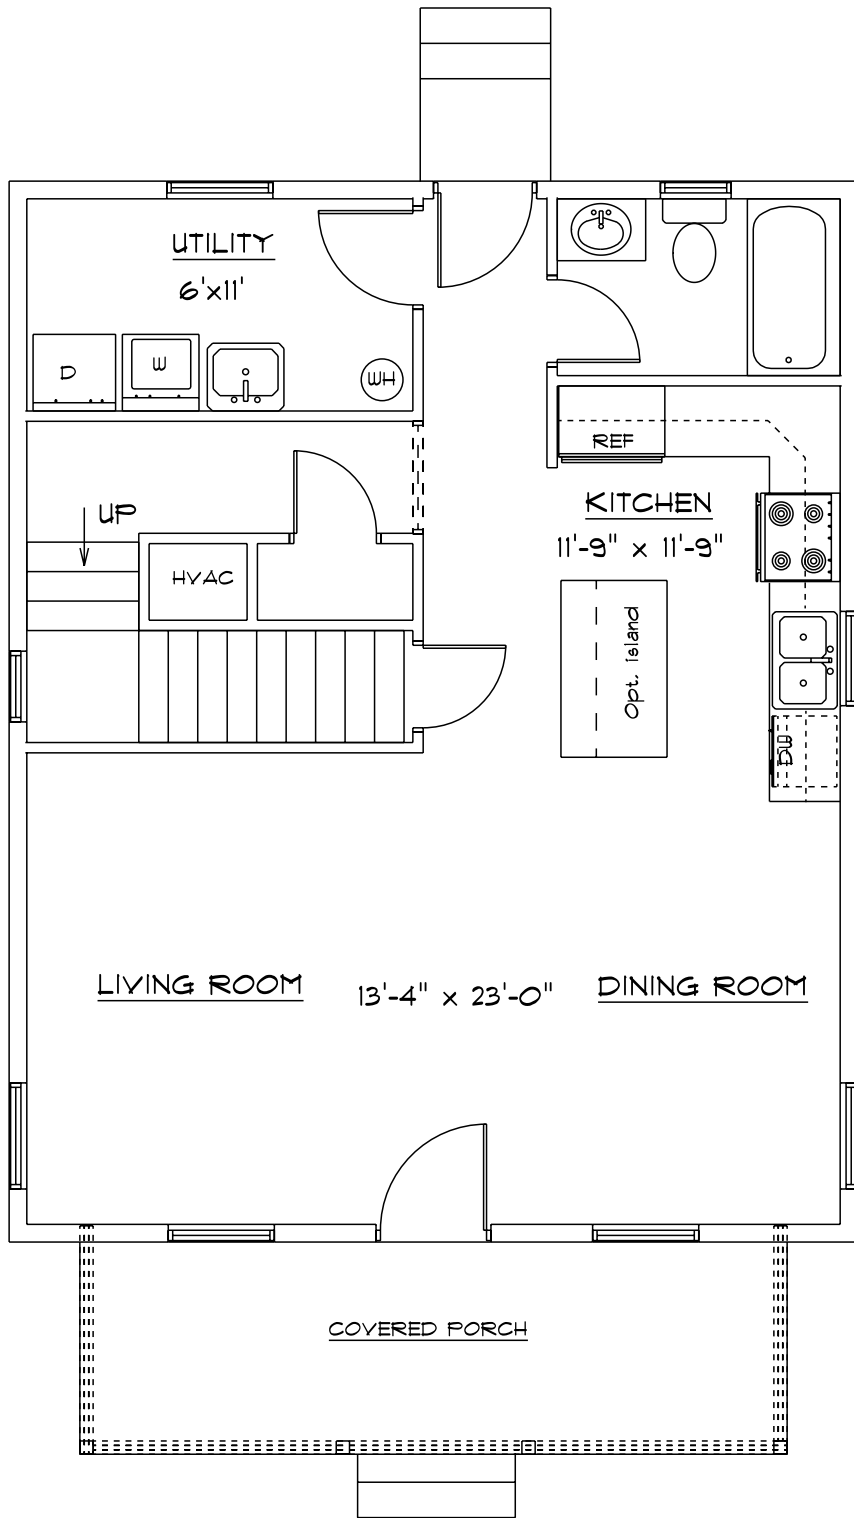 UTILITY
6'x11'
D
W
WH
REF
KITCHEN
11'-9" x 11'-9"
UP
HVAC
Opt. island
DW
LIVING ROOM
13'-4" x 23'-0"
DINING ROOM
COVERED PORCH